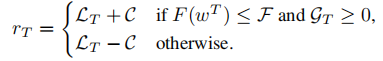 r_T = { ℒ_T + 𝒞 if F(w^T) ≤ ℱ and 𝒢_T ≥ 0,
ℒ_T − 𝒞 otherwise.